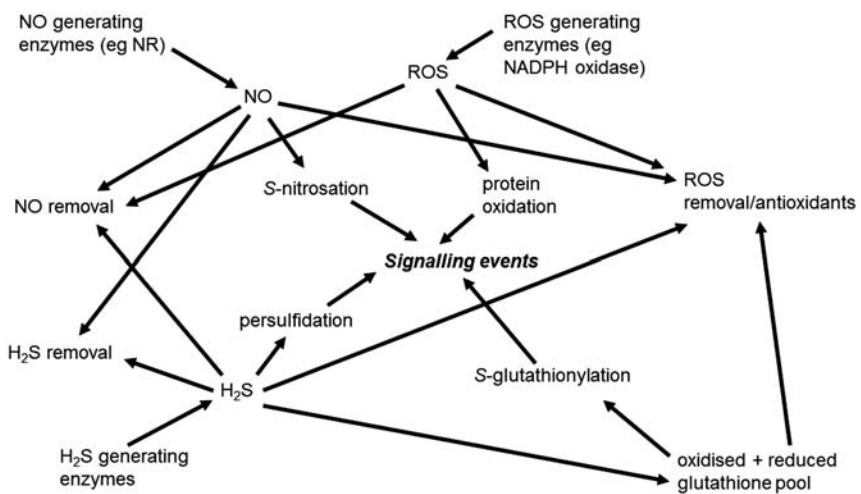 NO generating
enzymes (eg NR)
ROS generating
enzymes (eg
NADPH oxidase)
ROS
NO
S-nitrosation
protein
oxidation
ROS
removal/antioxidants
NO removal
Signalling events
persulfidation
H₂S removal
S-glutathionylation
H₂S
H₂S generating
enzymes
oxidised + reduced
glutathione pool